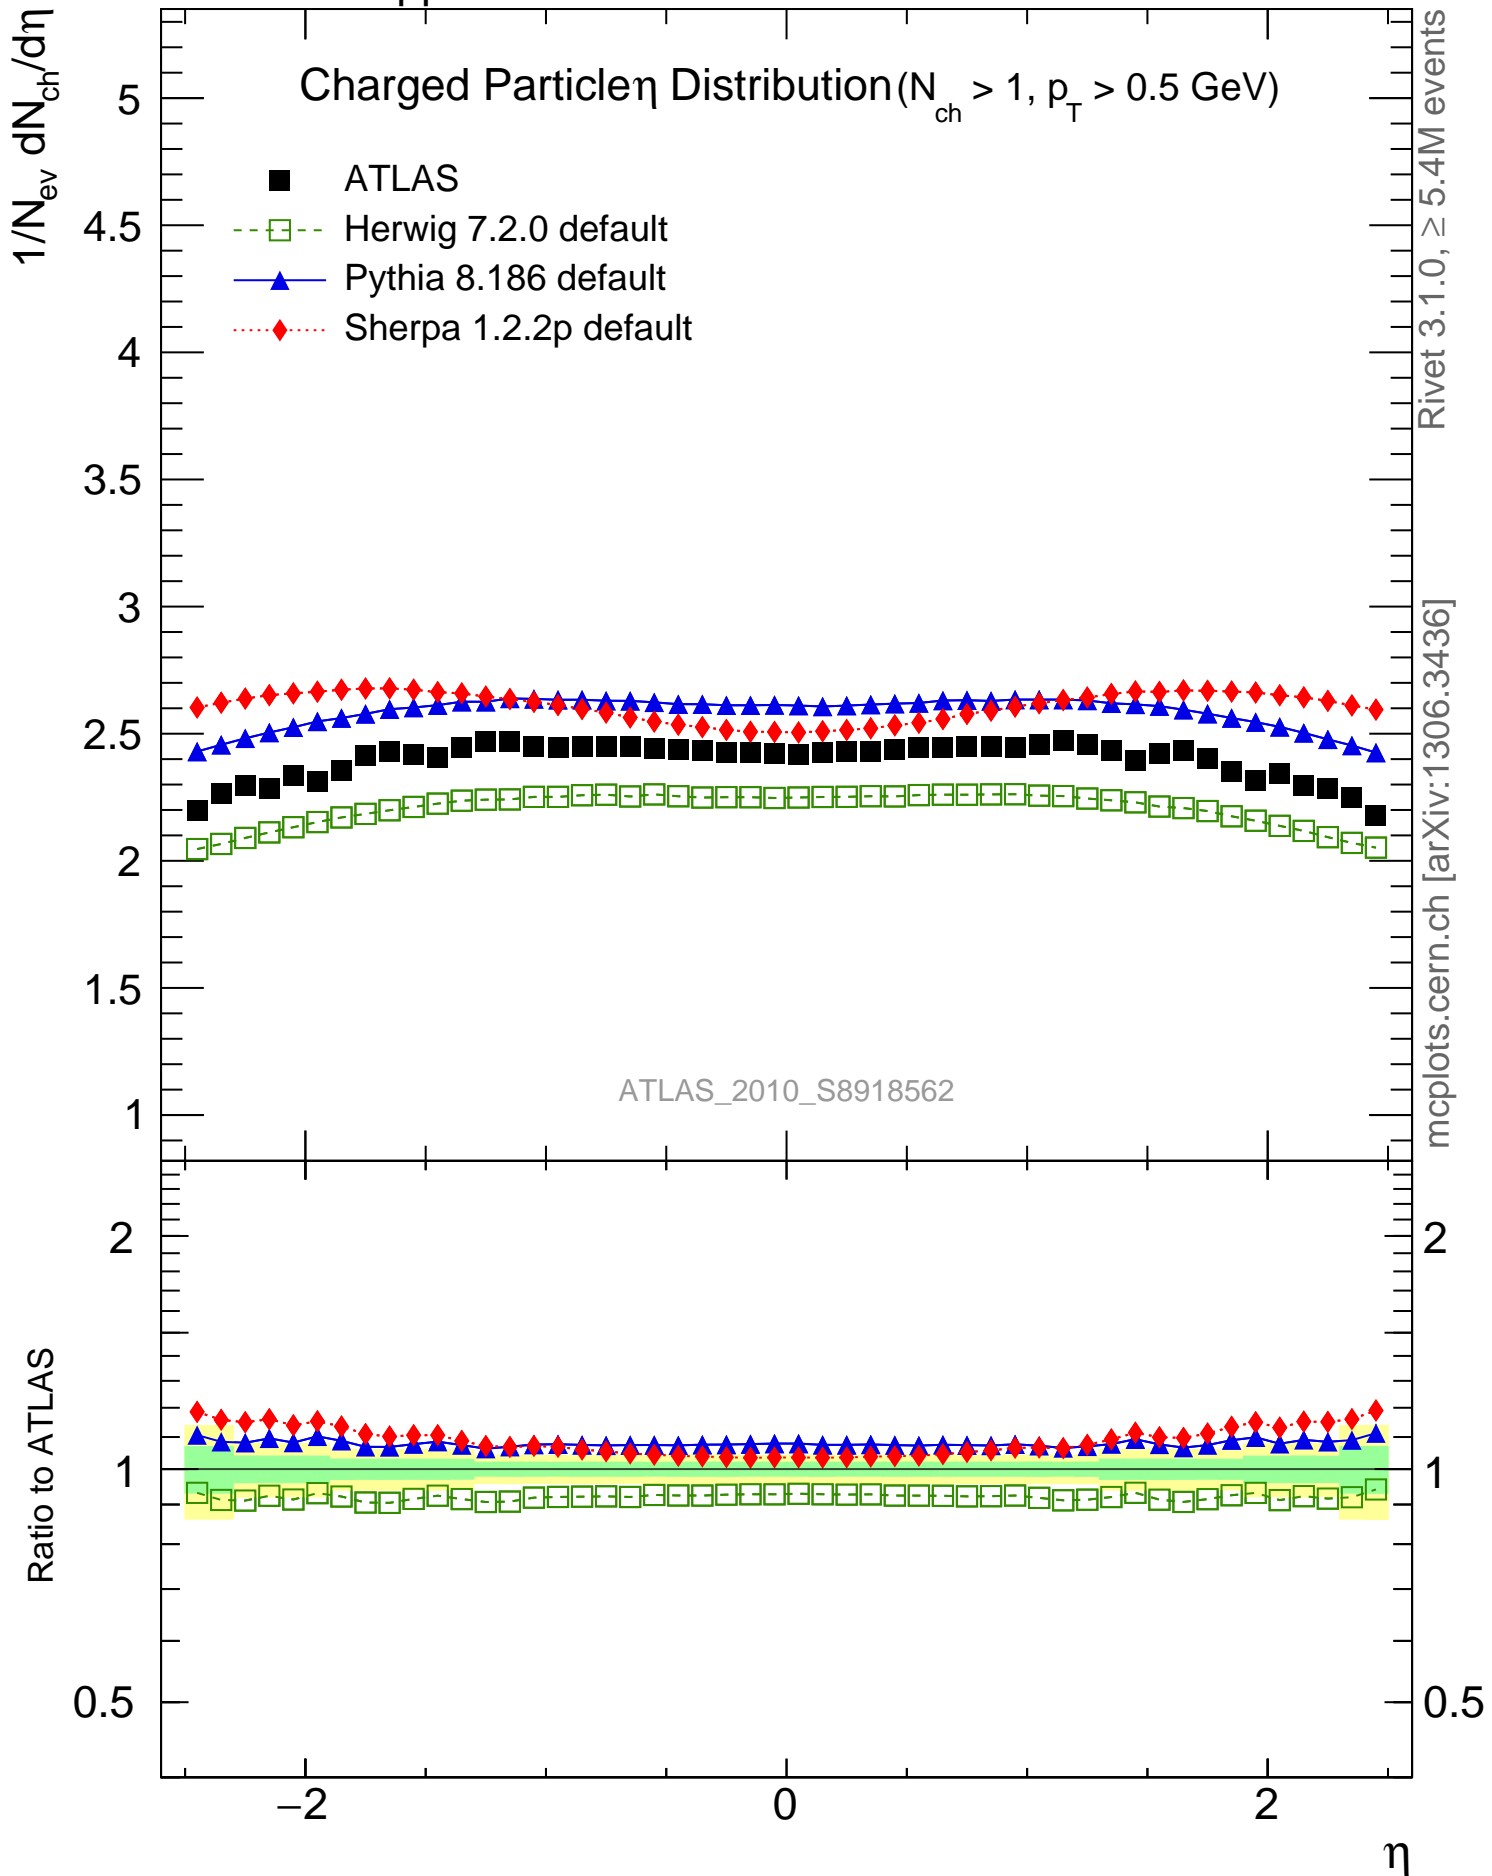 pp
1/N_ev dN_ch/dη
Charged Particleη Distribution(N_ch > 1, p_T > 0.5 GeV)
ATLAS
Herwig 7.2.0 default
Pythia 8.186 default
Sherpa 1.2.2p default
5
4.5
4
3.5
3
2.5
2
1.5
1
ATLAS_2010_S8918562
Rivet 3.1.0, ≥ 5.4M events
mcplots.cern.ch [arXiv:1306.3436]
Ratio to ATLAS
2
1
0.5
2
1
0.5
−2
0
2
η